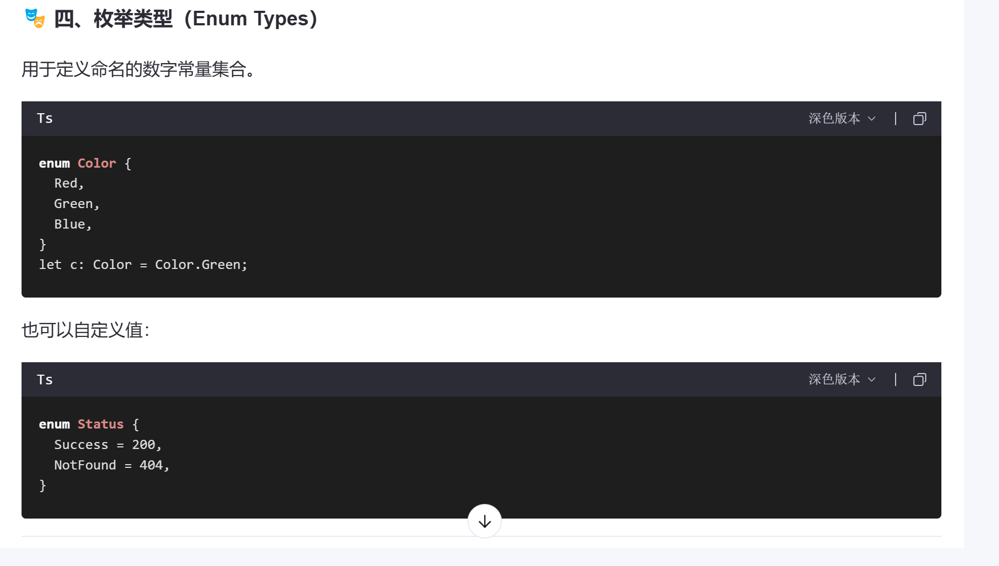 🎭 四、枚举类型（Enum Types）
用于定义命名的数字常量集合。
Ts 深色版本
enum Color {
  Red,
  Green,
  Blue,
}
let c: Color = Color.Green;
也可以自定义值：
Ts 深色版本
enum Status {
  Success = 200,
  NotFound = 404,
}